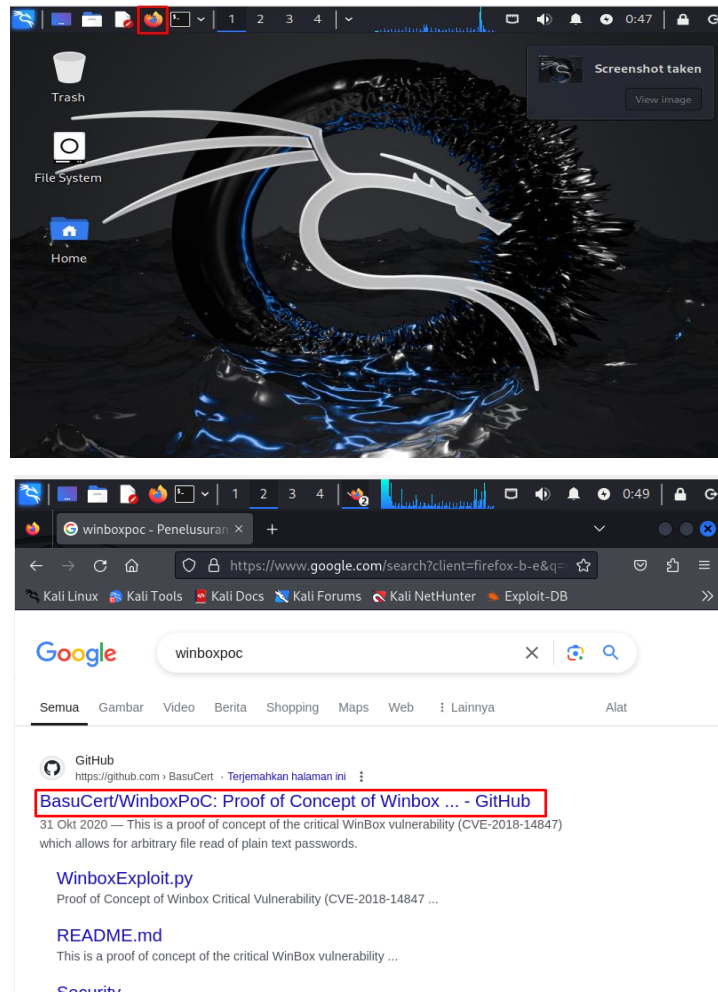 1 2 3 4 0:47
Screenshot taken
View image
Trash
File System
Home
1 2 3 4 2 0:49
winboxpoc - Penelusuran
https://www.google.com/search?client=firefox-b-e&q=
Kali Linux Kali Tools Kali Docs Kali Forums Kali NetHunter Exploit-DB
Google winboxpoc
Semua Gambar Video Berita Shopping Maps Web Lainnya Alat
GitHub
https://github.com › BasuCert · Terjemahkan halaman ini
BasuCert/WinboxPoC: Proof of Concept of Winbox ... - GitHub
31 Okt 2020 — This is a proof of concept of the critical WinBox vulnerability (CVE-2018-14847)
which allows for arbitrary file read of plain text passwords.
WinboxExploit.py
Proof of Concept of Winbox Critical Vulnerability (CVE-2018-14847 ...
README.md
This is a proof of concept of the critical WinBox vulnerability ...
Security